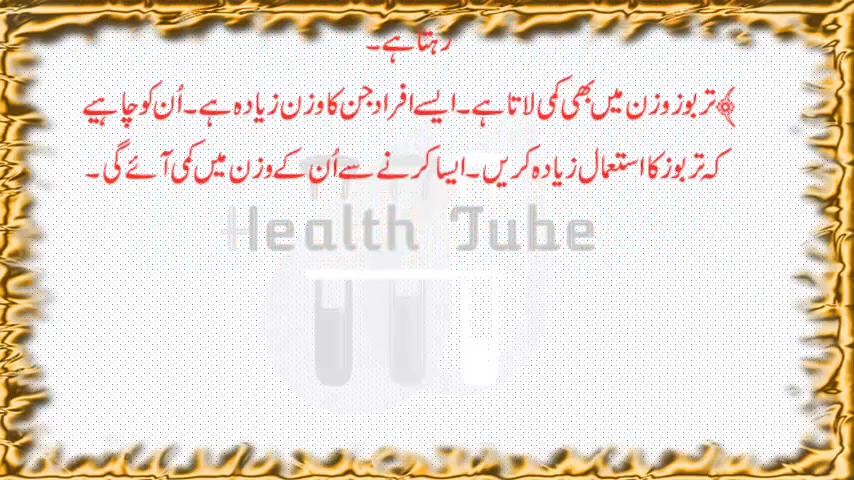 رہتا ہے۔
﴾تربوز وزن میں بھی کمی لاتا ہے۔ ایسے افراد جن کا وزن زیادہ ہے۔ اُن کو چاہیے
کہ تربوز کا استعمال زیادہ کریں۔ ایسا کرنے سے اُن کے وزن میں کمی آئے گی۔
Health Tube